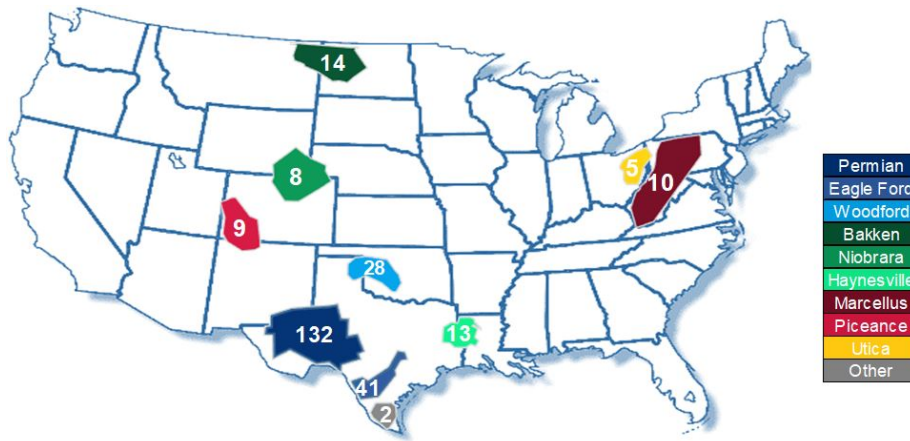 14
8
5
10
9
28
132
13
41
2
Permian
Eagle Ford
Woodford
Bakken
Niobrara
Haynesville
Marcellus
Piceance
Utica
Other